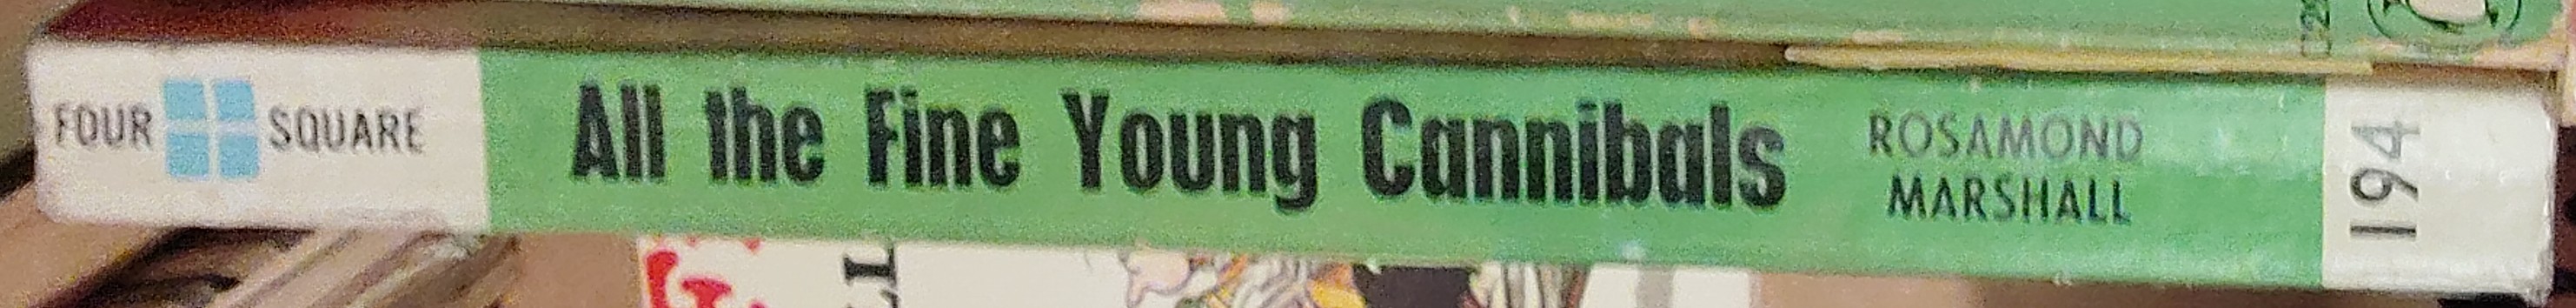 FOUR SQUARE
All the Fine Young Cannibals
ROSAMOND
MARSHALL
194